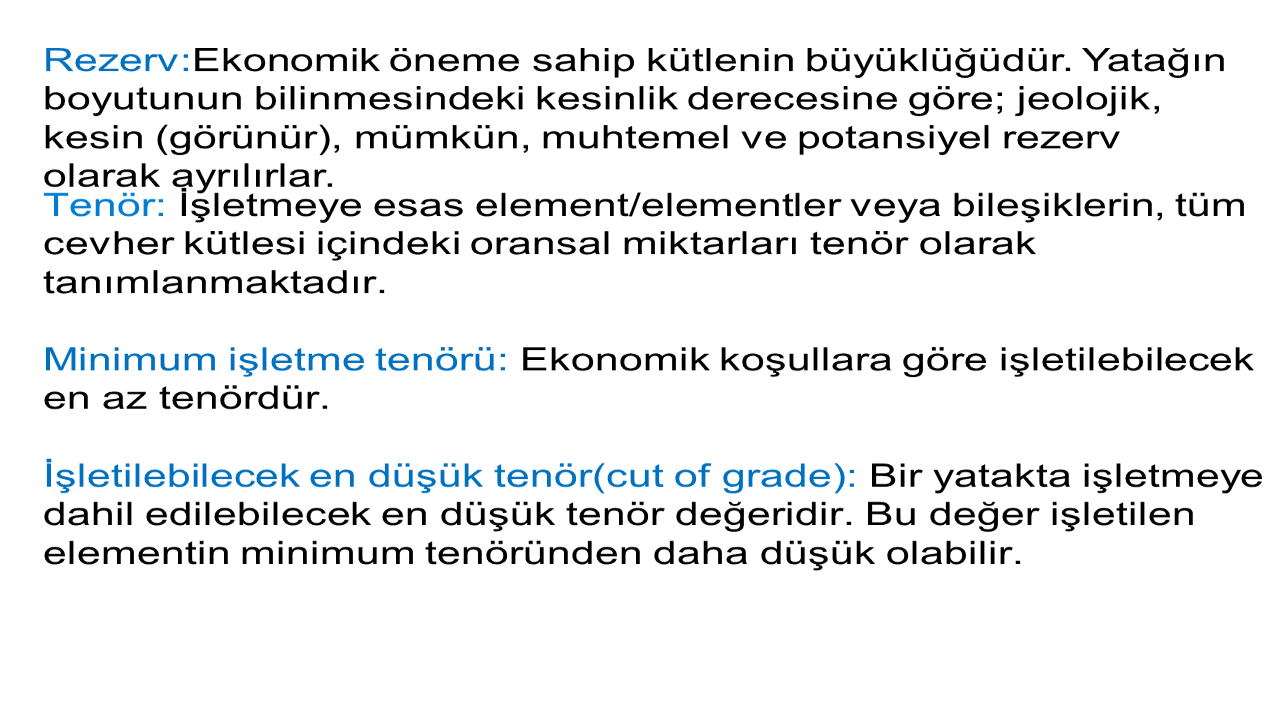 Rezerv:Ekonomik öneme sahip kütlenin büyüklüğüdür. Yatağın
boyutunun bilinmesindeki kesinlik derecesine göre; jeolojik,
kesin (görünür), mümkün, muhtemel ve potansiyel rezerv
olarak ayrılırlar.
Tenör: İşletmeye esas element/elementler veya bileşiklerin, tüm
cevher kütlesi içindeki oransal miktarları tenör olarak
tanımlanmaktadır.
Minimum işletme tenörü: Ekonomik koşullara göre işletilebilecek
en az tenördür.
İşletilebilecek en düşük tenör(cut of grade): Bir yatakta işletmeye
dahil edilebilecek en düşük tenör değeridir. Bu değer işletilen
elementin minimum tenöründen daha düşük olabilir.